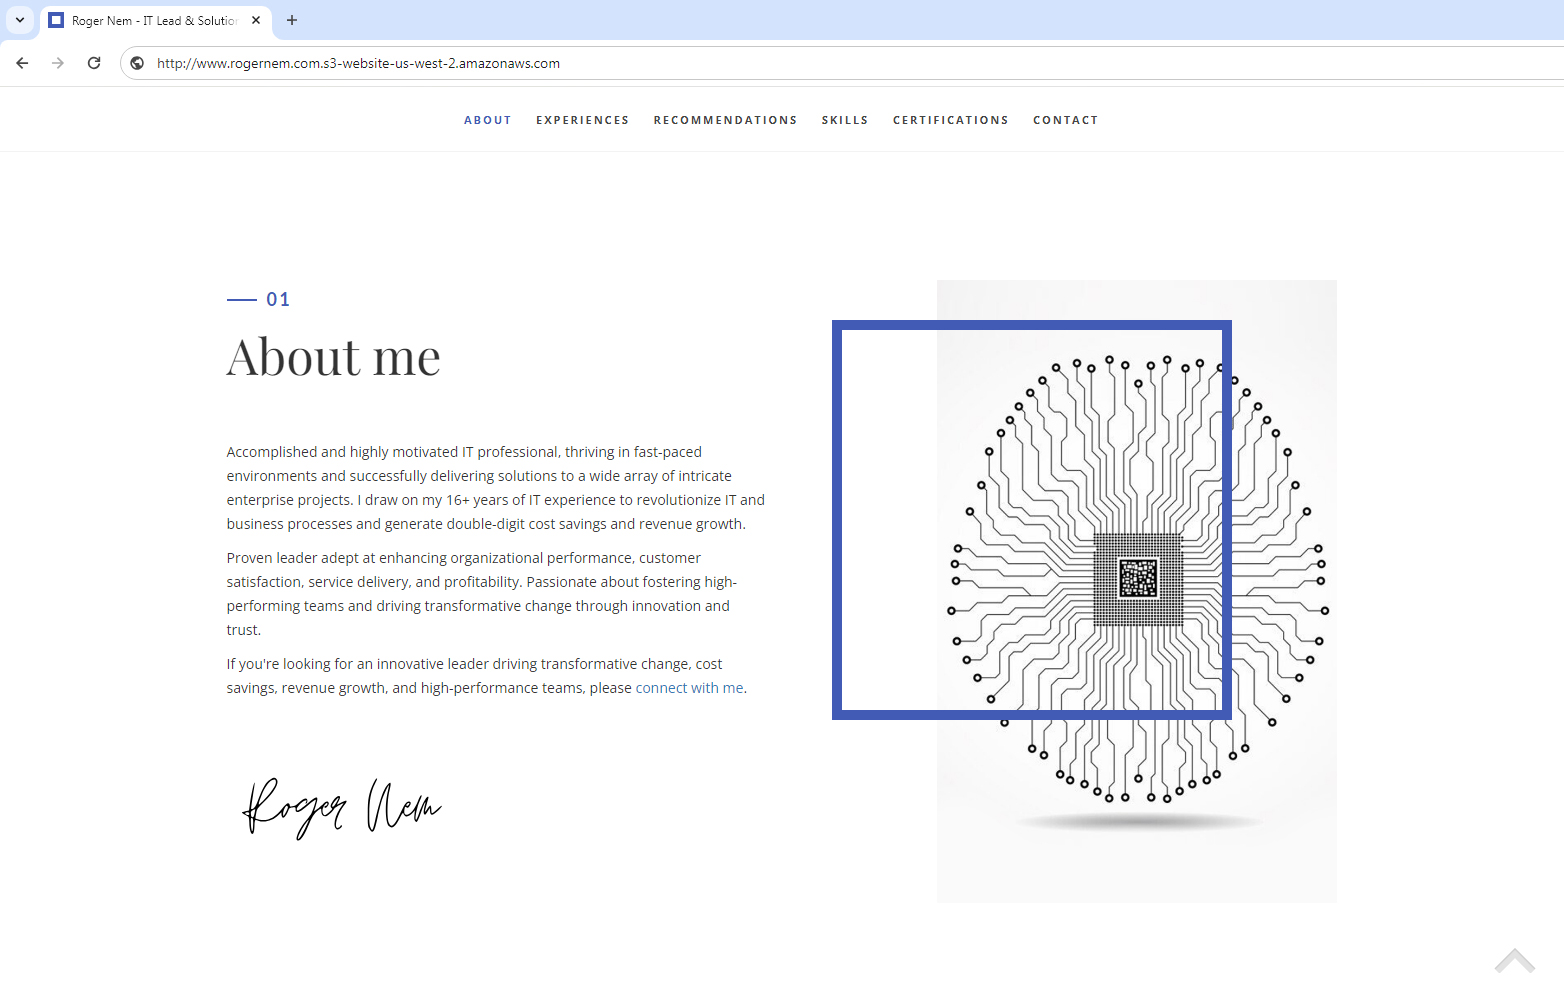 Roger Nem - IT Lead & Solution
http://www.rogernem.com.s3-website-us-west-2.amazonaws.com
ABOUT EXPERIENCES RECOMMENDATIONS SKILLS CERTIFICATIONS CONTACT
01
About me
Accomplished and highly motivated IT professional, thriving in fast-paced
environments and successfully delivering solutions to a wide array of intricate
enterprise projects. I draw on my 16+ years of IT experience to revolutionize IT and
business processes and generate double-digit cost savings and revenue growth.
Proven leader adept at enhancing organizational performance, customer
satisfaction, service delivery, and profitability. Passionate about fostering high-
performing teams and driving transformative change through innovation and
trust.
If you're looking for an innovative leader driving transformative change, cost
savings, revenue growth, and high-performance teams, please connect with me.
Roger Nem